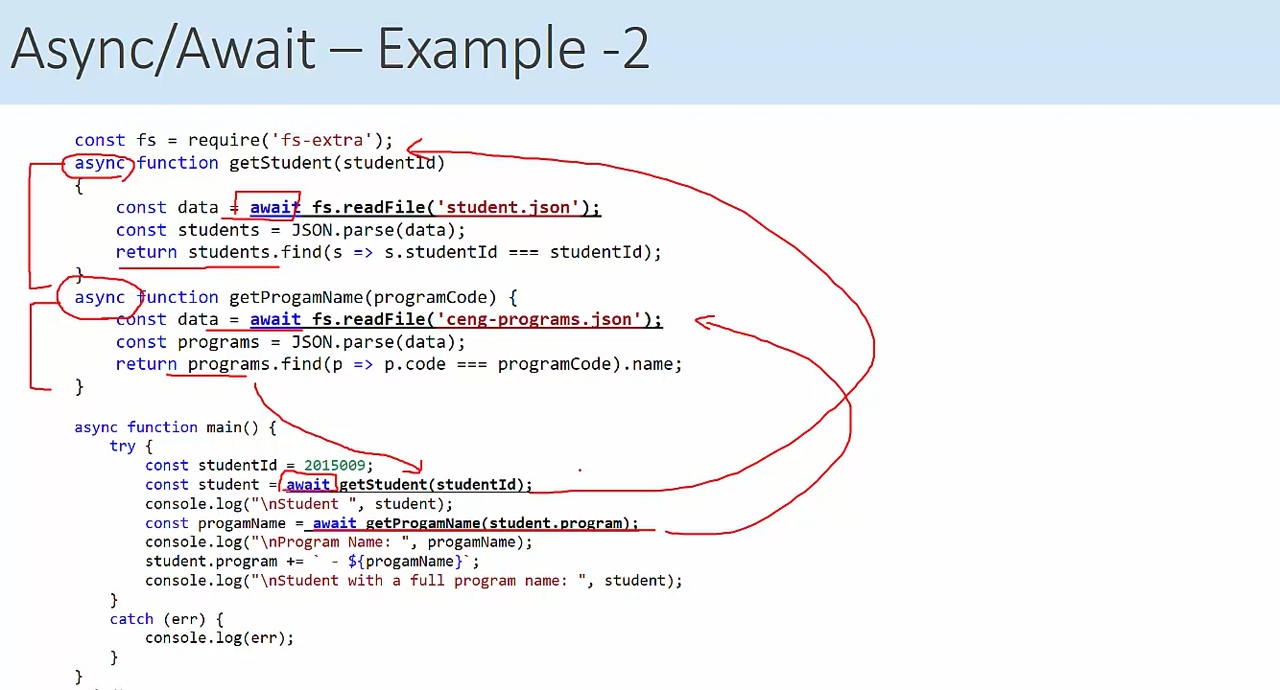 Async/Await – Example -2
const fs = require('fs-extra');
async function getStudent(studentId)
{
const data = await fs.readFile('student.json');
const students = JSON.parse(data);
return students.find(s => s.studentId === studentId);
}
async function getProgamName(programCode) {
const data = await fs.readFile('ceng-programs.json');
const programs = JSON.parse(data);
return programs.find(p => p.code === programCode).name;
}
async function main() {
try {
const studentId = 2015009;
const student = await getStudent(studentId);
console.log("\nStudent ", student);
const progamName = await getProgamName(student.program);
console.log("\nProgram Name: ", progamName);
student.program += ` - ${progamName}`;
console.log("\nStudent with a full program name: ", student);
}
catch (err) {
console.log(err);
}
}